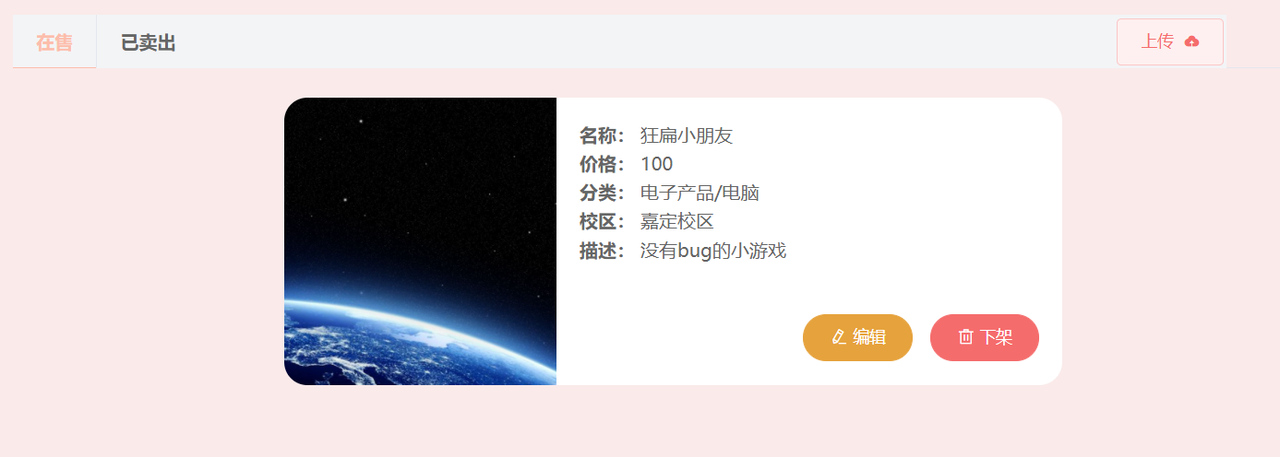 在售 已卖出 上传
名称： 狂扁小朋友
价格： 100
分类： 电子产品/电脑
校区： 嘉定校区
描述： 没有bug的小游戏
编辑 下架